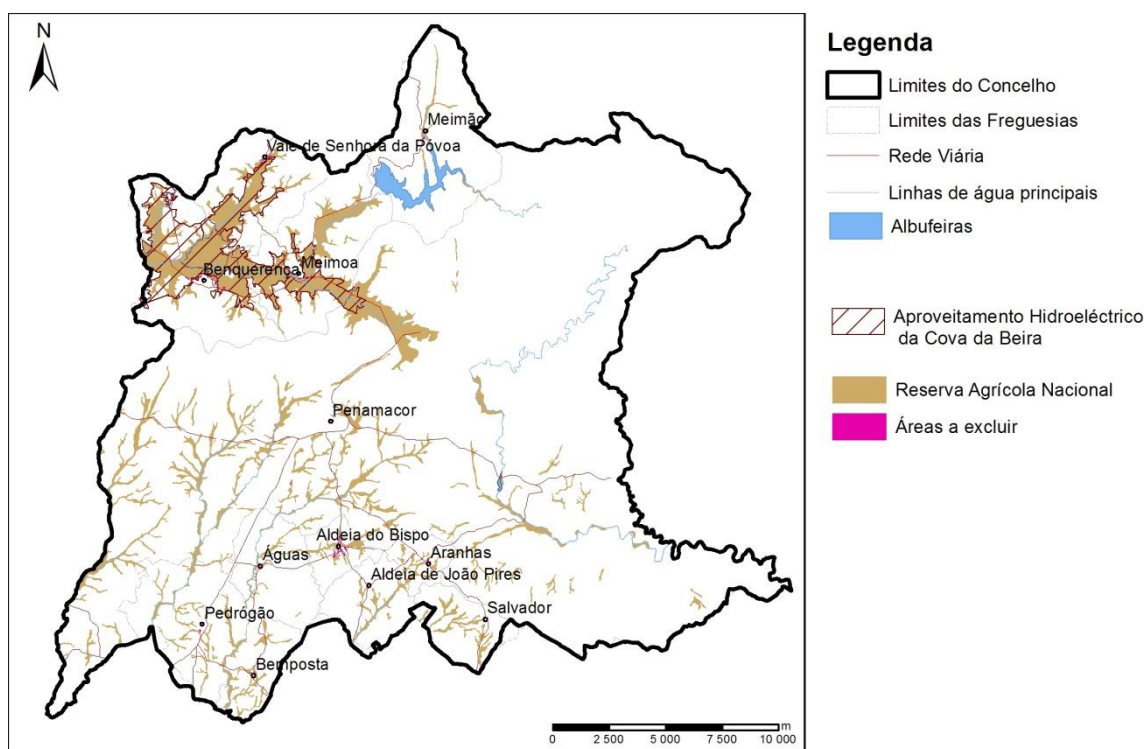 N
Meimão
Vale de Senhora da Póvoa
Benquerença
Meimoa
Penamacor
Aldeia do Bispo
Águas
Aranhas
Aldeia de João Pires
Pedrógão
Salvador
Bemposta
m
0 2 500 5 000 7 500 10 000
Legenda
Limites do Concelho
Limites das Freguesias
Rede Viária
Linhas de água principais
Albufeiras
Aproveitamento Hidroeléctrico
da Cova da Beira
Reserva Agrícola Nacional
Áreas a excluir